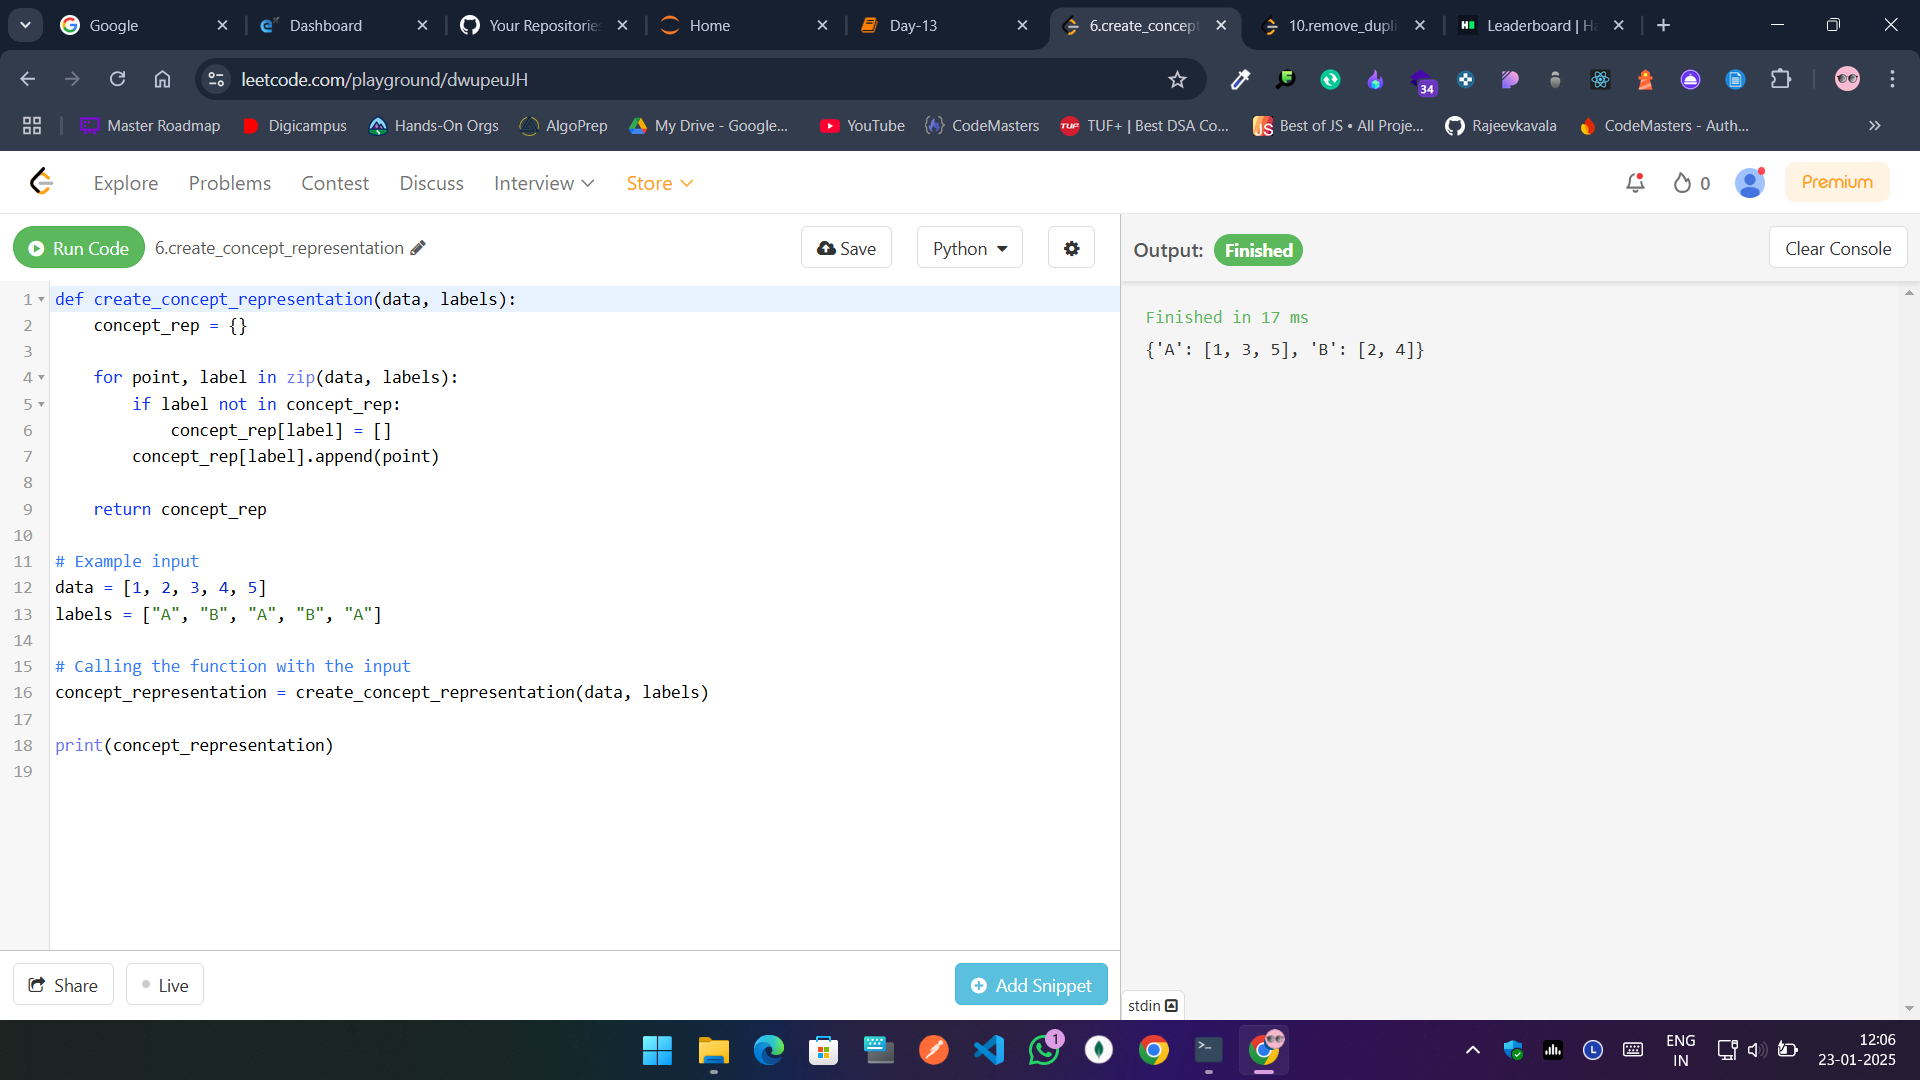 Google
Dashboard
Your Repositories
Home
Day-13
6.create_concept
10.remove_dupli
Leaderboard | Ha
leetcode.com/playground/dwupeuJH
34
Master Roadmap
Digicampus
Hands-On Orgs
AlgoPrep
My Drive - Google...
YouTube
CodeMasters
TUF+ | Best DSA Co...
Best of JS • All Proje...
Rajeevkavala
CodeMasters - Auth...
Explore
Problems
Contest
Discuss
Interview
Store
0
Premium
Run Code
6.create_concept_representation
Save
Python
Output: Finished
Clear Console
1 def create_concept_representation(data, labels):
2     concept_rep = {}
3
4     for point, label in zip(data, labels):
5         if label not in concept_rep:
6             concept_rep[label] = []
7         concept_rep[label].append(point)
8
9     return concept_rep
10
11 # Example input
12 data = [1, 2, 3, 4, 5]
13 labels = ["A", "B", "A", "B", "A"]
14
15 # Calling the function with the input
16 concept_representation = create_concept_representation(data, labels)
17
18 print(concept_representation)
19
Finished in 17 ms
{'A': [1, 3, 5], 'B': [2, 4]}
Share
Live
Add Snippet
stdin
1
ENG
IN
12:06
23-01-2025